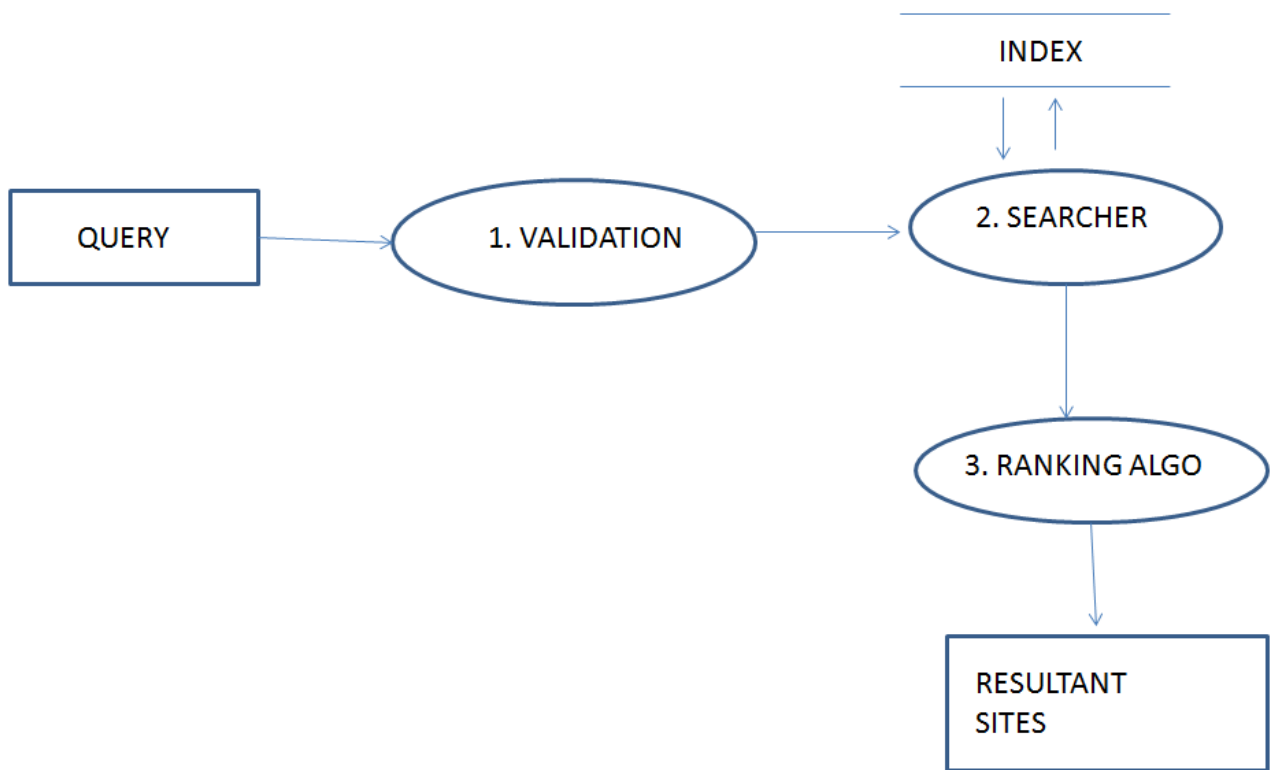 INDEX
QUERY
1. VALIDATION
2. SEARCHER
3. RANKING ALGO
RESULTANT
SITES